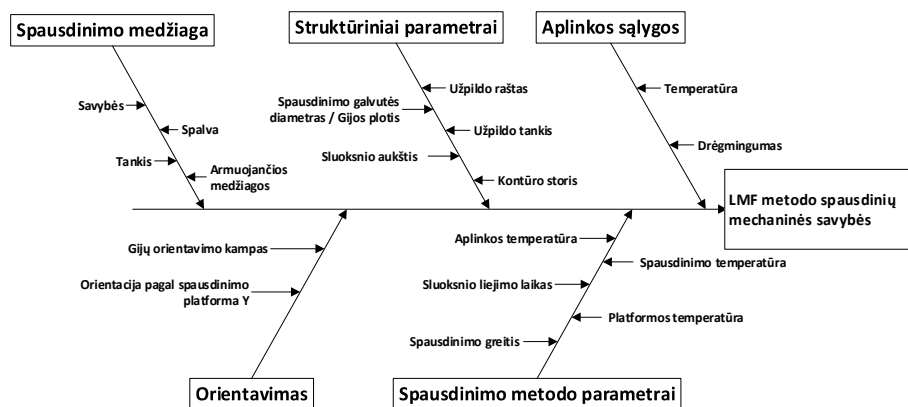 Spausdinimo medžiaga
Struktūriniai parametrai
Aplinkos sąlygos
Savybės
Spalva
Tankis
Armuojančios
medžiagos
Užpildo raštas
Spausdinimo galvutės
diametras / Gijos plotis
Užpildo tankis
Sluoksnio aukštis
Kontūro storis
Temperatūra
Drėgmingumas
LMF metodo spausdinių
mechaninės savybės
Gijų orientavimo kampas
Orientacija pagal spausdinimo
platforma Y
Aplinkos temperatūra
Spausdinimo temperatūra
Sluoksnio liejimo laikas
Platformos temperatūra
Spausdinimo greitis
Orientavimas
Spausdinimo metodo parametrai